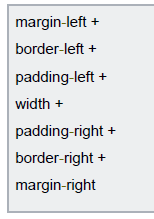 margin-left +
border-left +
padding-left +
width +
padding-right +
border-right +
margin-right